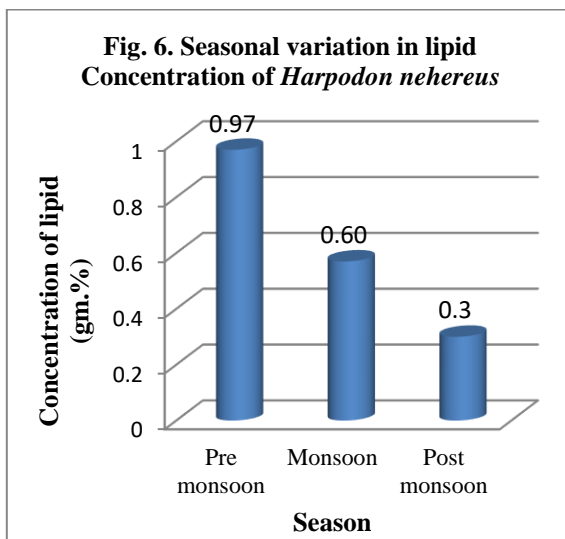 Fig. 6. Seasonal variation in lipid
Concentration of Harpodon nehereus
0.97
0.60
0.3
1
0.8
0.6
0.4
0.2
0
Concentration of lipid
(gm.%)
Pre
monsoon
Monsoon
Post
monsoon
Season